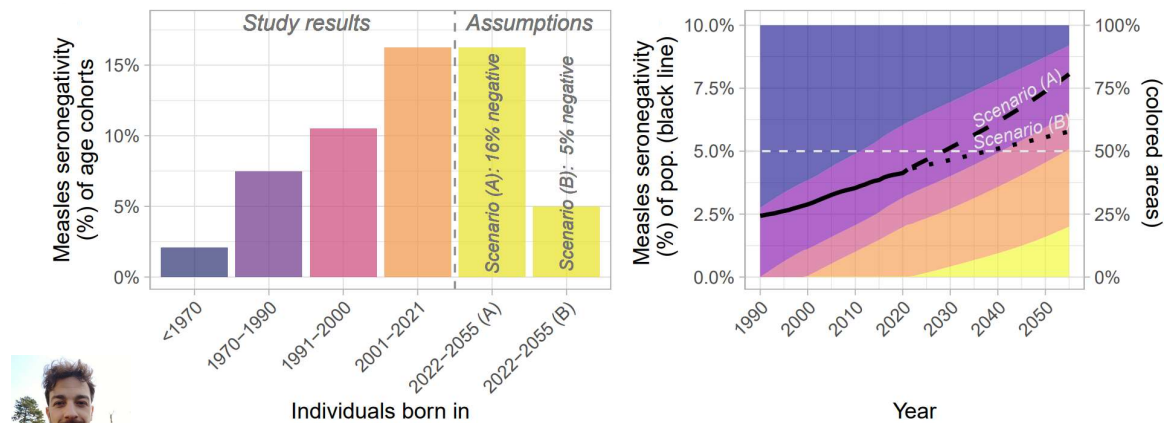 Study results
Assumptions
Measles seronegativity
(%) of age cohorts
15%
10%
5%
0%
Scenario (A): 16% negative
Scenario (B):  5% negative
<1970
1970−1990
1991−2000
2001−2021
2022−2055 (A)
2022−2055 (B)
Individuals born in
Measles seronegativity
(%) of pop. (black line)
10.0%
7.5%
5.0%
2.5%
0.0%
Scenario (A)
Scenario (B)
100%
75%
50%
25%
0%
(colored areas)
1990
2000
2010
2020
2030
2040
2050
Year